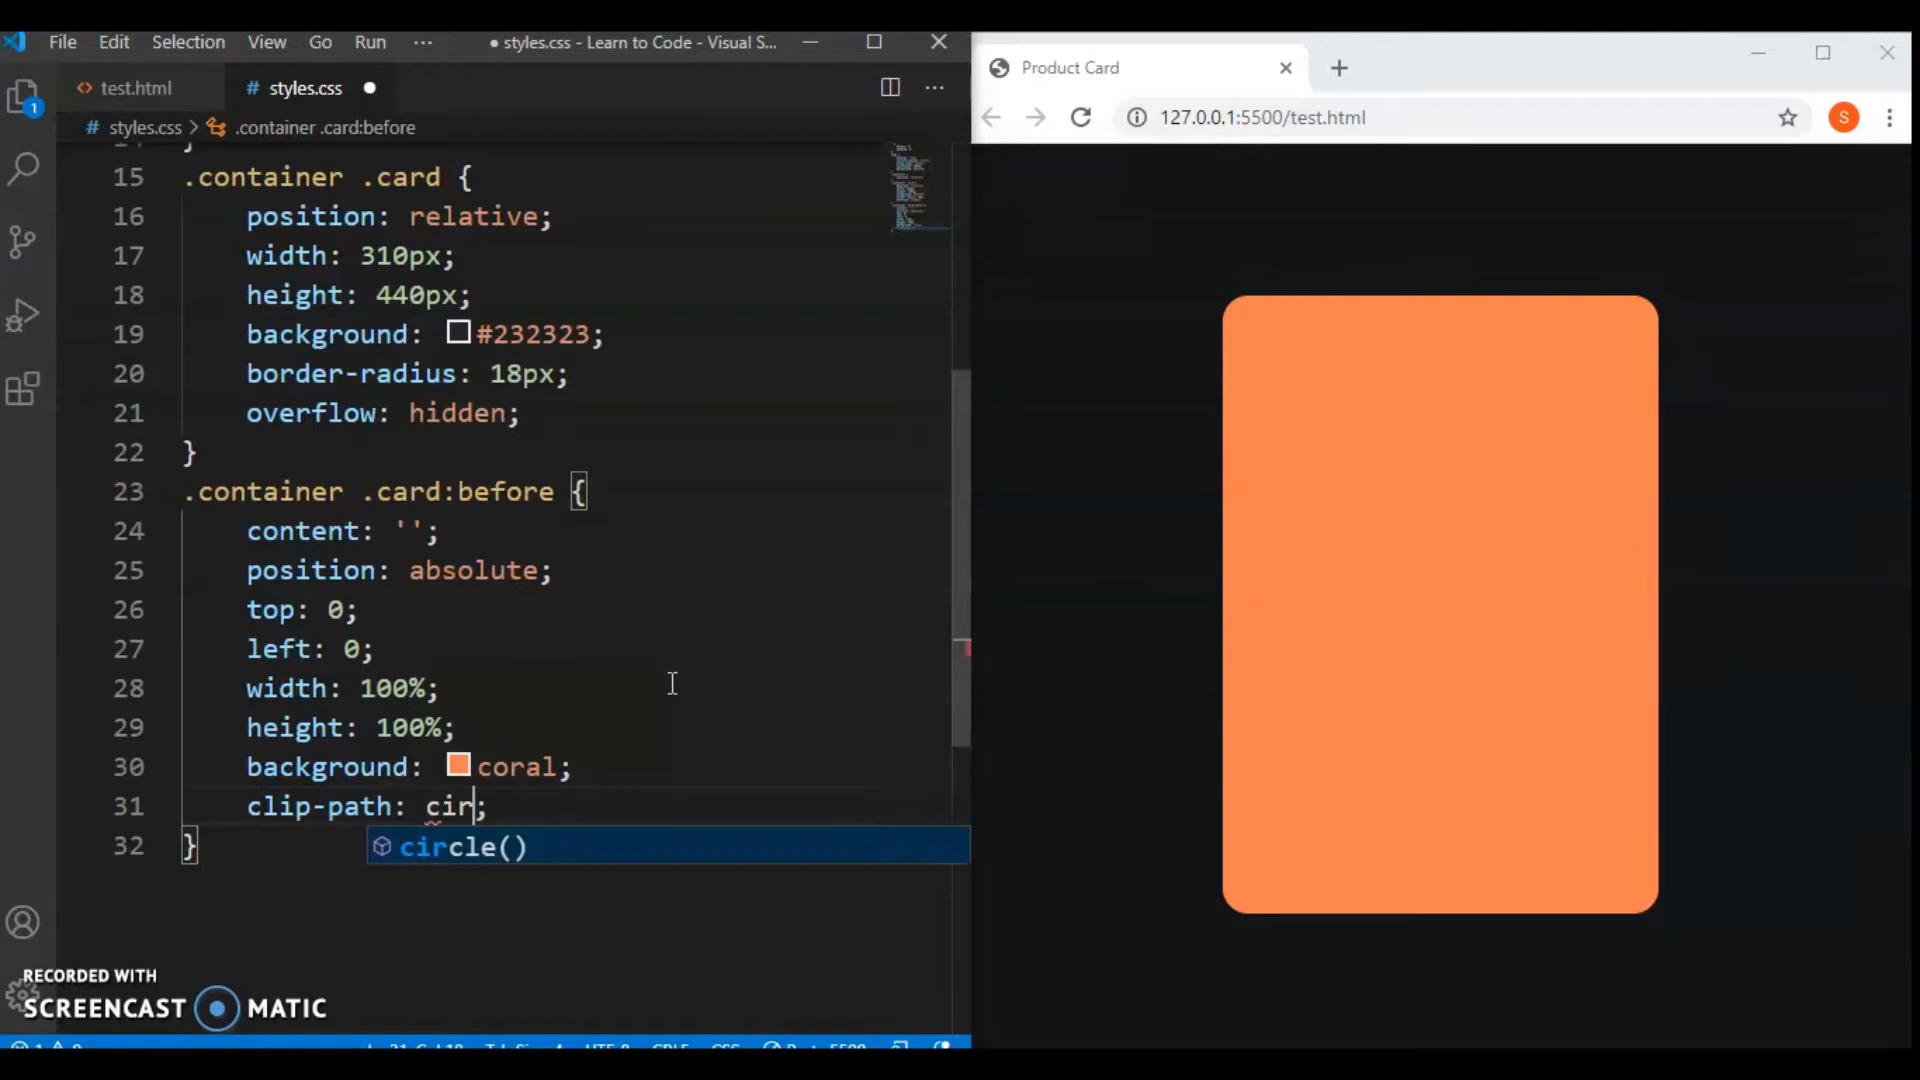 File Edit Selection View Go Run ··· ● styles.css - Learn to Code - Visual S...
<> test.html # styles.css ●
# styles.css > .container .card:before
15 .container .card {
16 position: relative;
17 width: 310px;
18 height: 440px;
19 background: #232323;
20 border-radius: 18px;
21 overflow: hidden;
22 }
23 .container .card:before {
24 content: '';
25 position: absolute;
26 top: 0;
27 left: 0;
28 width: 100%;
29 height: 100%;
30 background: coral;
31 clip-path: cir;
32 }
circle()
1
RECORDED WITH
SCREENCAST MATIC
Product Card
127.0.0.1:5500/test.html
S